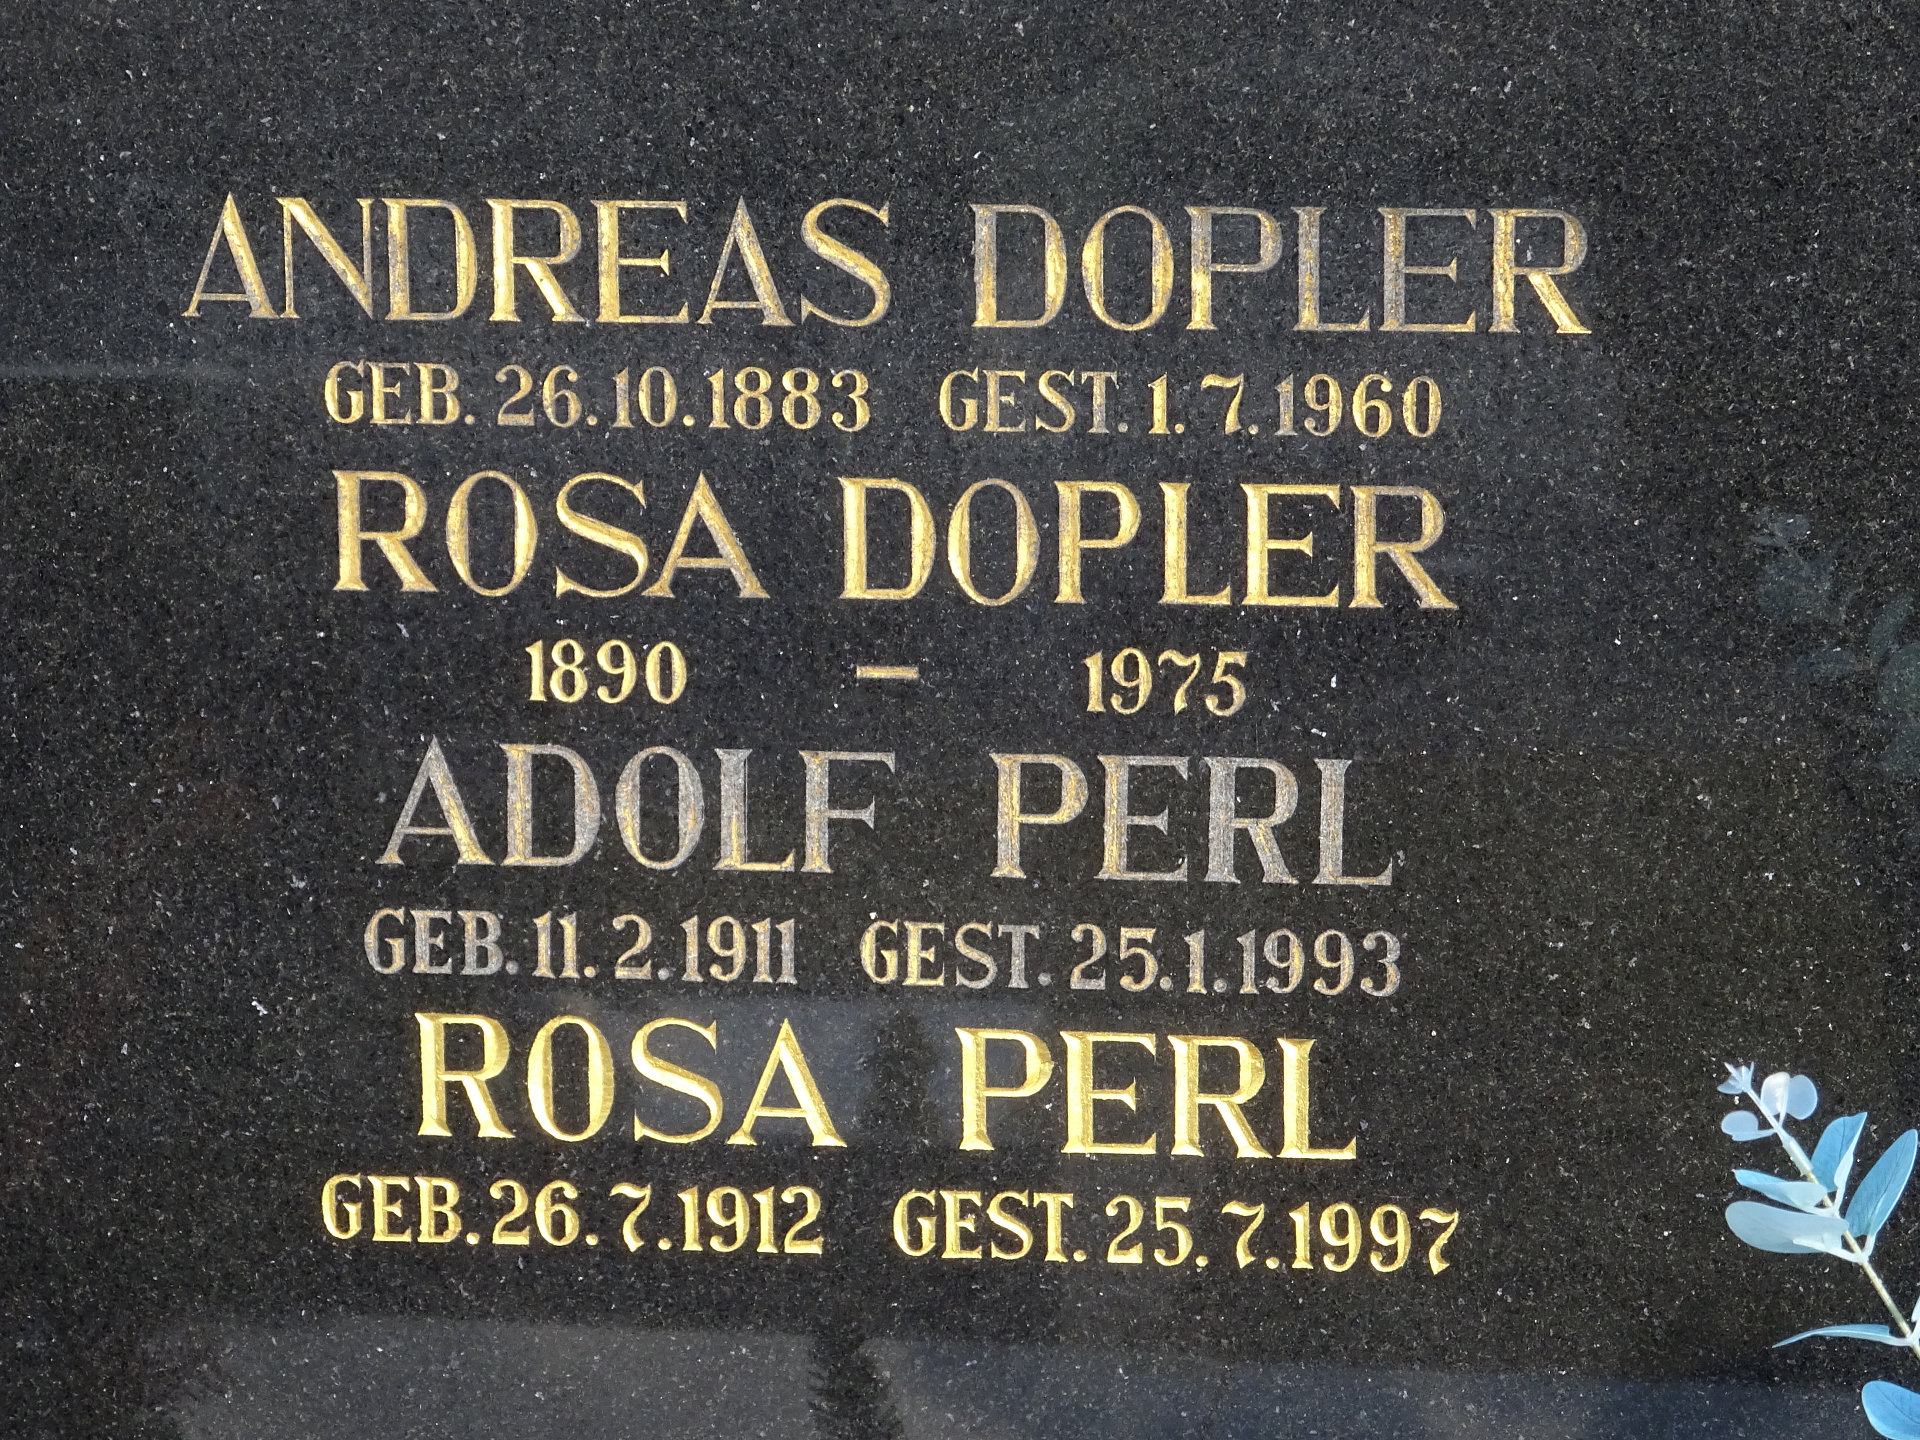 ANDREAS DOPLER
GEB. 26.10.1883 GEST. 1.7.1960
ROSA DOPLER
1890 – 1975
ADOLF PERL
GEB. 11.2.1911 GEST. 25.1.1993
ROSA PERL
GEB. 26.7.1912 GEST. 25.7.1997